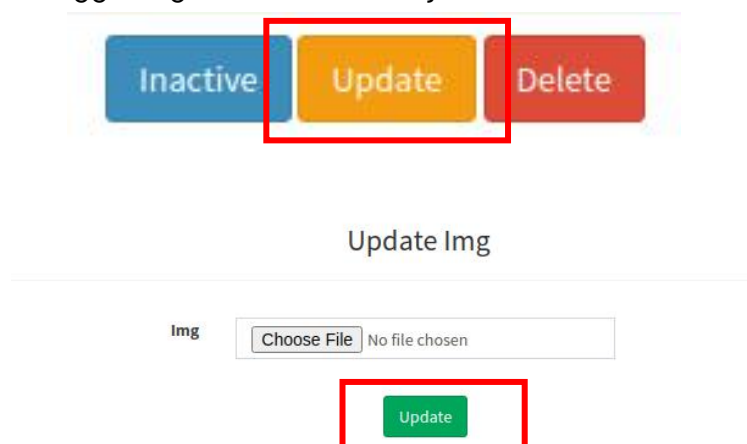 Inactive Update Delete
Update Img
Img Choose File No file chosen
Update